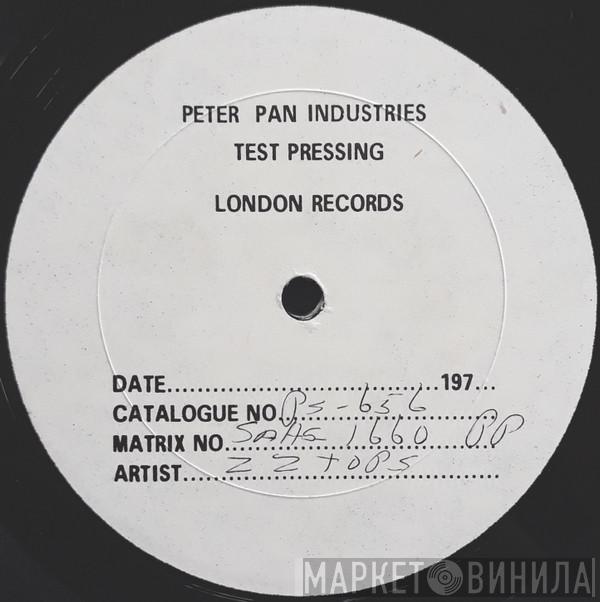 PETER PAN INDUSTRIES
TEST PRESSING
LONDON RECORDS
DATE........................................197...
CATALOGUE NO. PS-656
MATRIX NO. SAHS 1660 PP
ARTIST. ZZ TOPS
МАРКЕТ ВИНИЛА